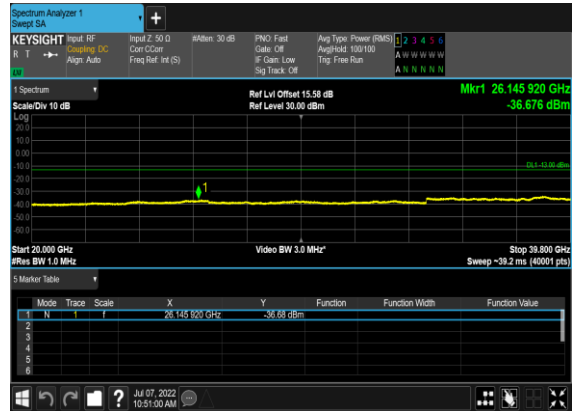 Spectrum Analyzer 1
Swept SA
+
KEYSIGHT
R T
LW
Input: RF
Coupling: DC
Align: Auto
Input Z: 50 Ω
Corr CCorr
Freq Ref: Int (S)
#Atten: 30 dB
PNO: Fast
Gate: Off
IF Gain: Low
Sig Track: Off
Avg Type: Power (RMS)
Avg|Hold: 100/100
Trig: Free Run
1 2 3 4 5 6
A W W W W W
A N N N N N
1 Spectrum
Scale/Div 10 dB
Ref Lvl Offset 15.58 dB
Ref Level 30.00 dBm
Mkr1 26.145 920 GHz
-36.676 dBm
Log
20.0
10.0
0.00
-10.0
DL1 -13.00 dBm
-20.0
-30.0
1
-40.0
-50.0
-60.0
Start 20.000 GHz
#Res BW 1.0 MHz
Video BW 3.0 MHz*
Stop 39.800 GHz
Sweep ~39.2 ms (40001 pts)
5 Marker Table
Mode Trace Scale X Y Function Function Width Function Value
1 N 1 f 26.145 920 GHz -36.68 dBm
2
3
4
5
6
?
Jul 07, 2022
10:51:00 AM